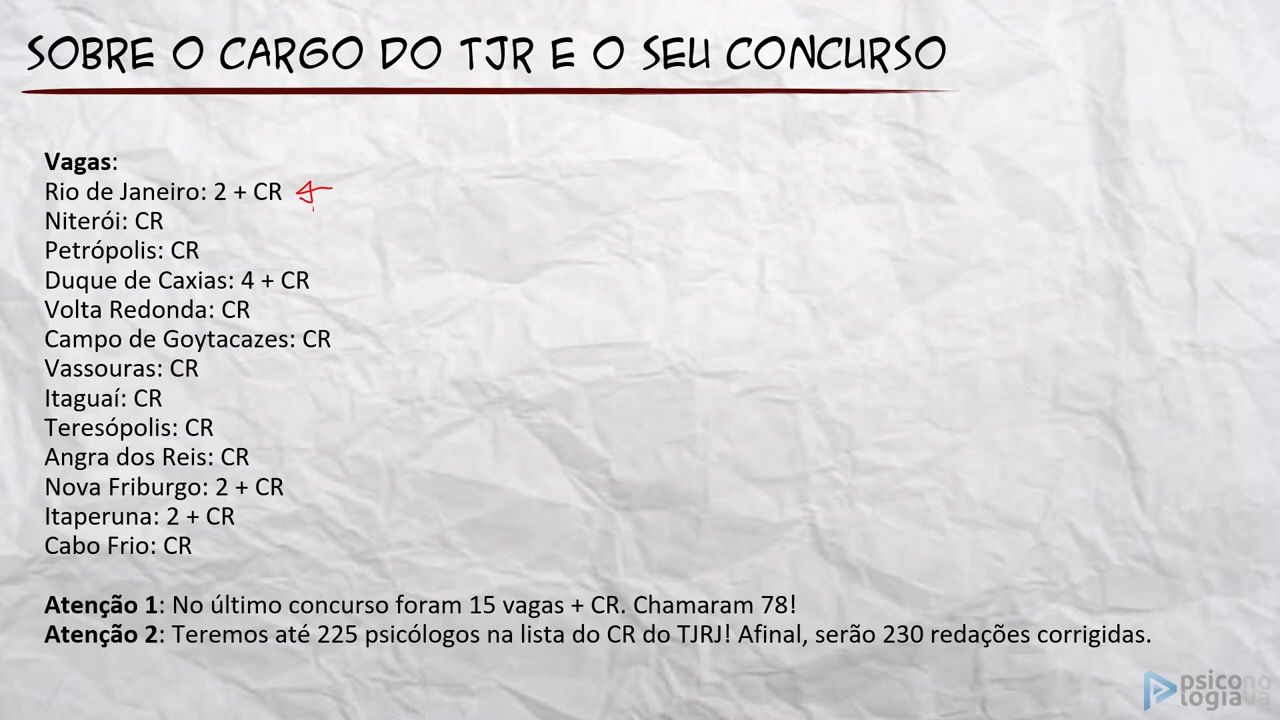 SOBRE O CARGO DO TJR E O SEU CONCURSO
Vagas:
Rio de Janeiro: 2 + CR
Niterói: CR
Petrópolis: CR
Duque de Caxias: 4 + CR
Volta Redonda: CR
Campo de Goytacazes: CR
Vassouras: CR
Itaguaí: CR
Teresópolis: CR
Angra dos Reis: CR
Nova Friburgo: 2 + CR
Itaperuna: 2 + CR
Cabo Frio: CR
Atenção 1: No último concurso foram 15 vagas + CR. Chamaram 78!
Atenção 2: Teremos até 225 psicólogos na lista do CR do TJRJ! Afinal, serão 230 redações corrigidas.
psicono
logiava